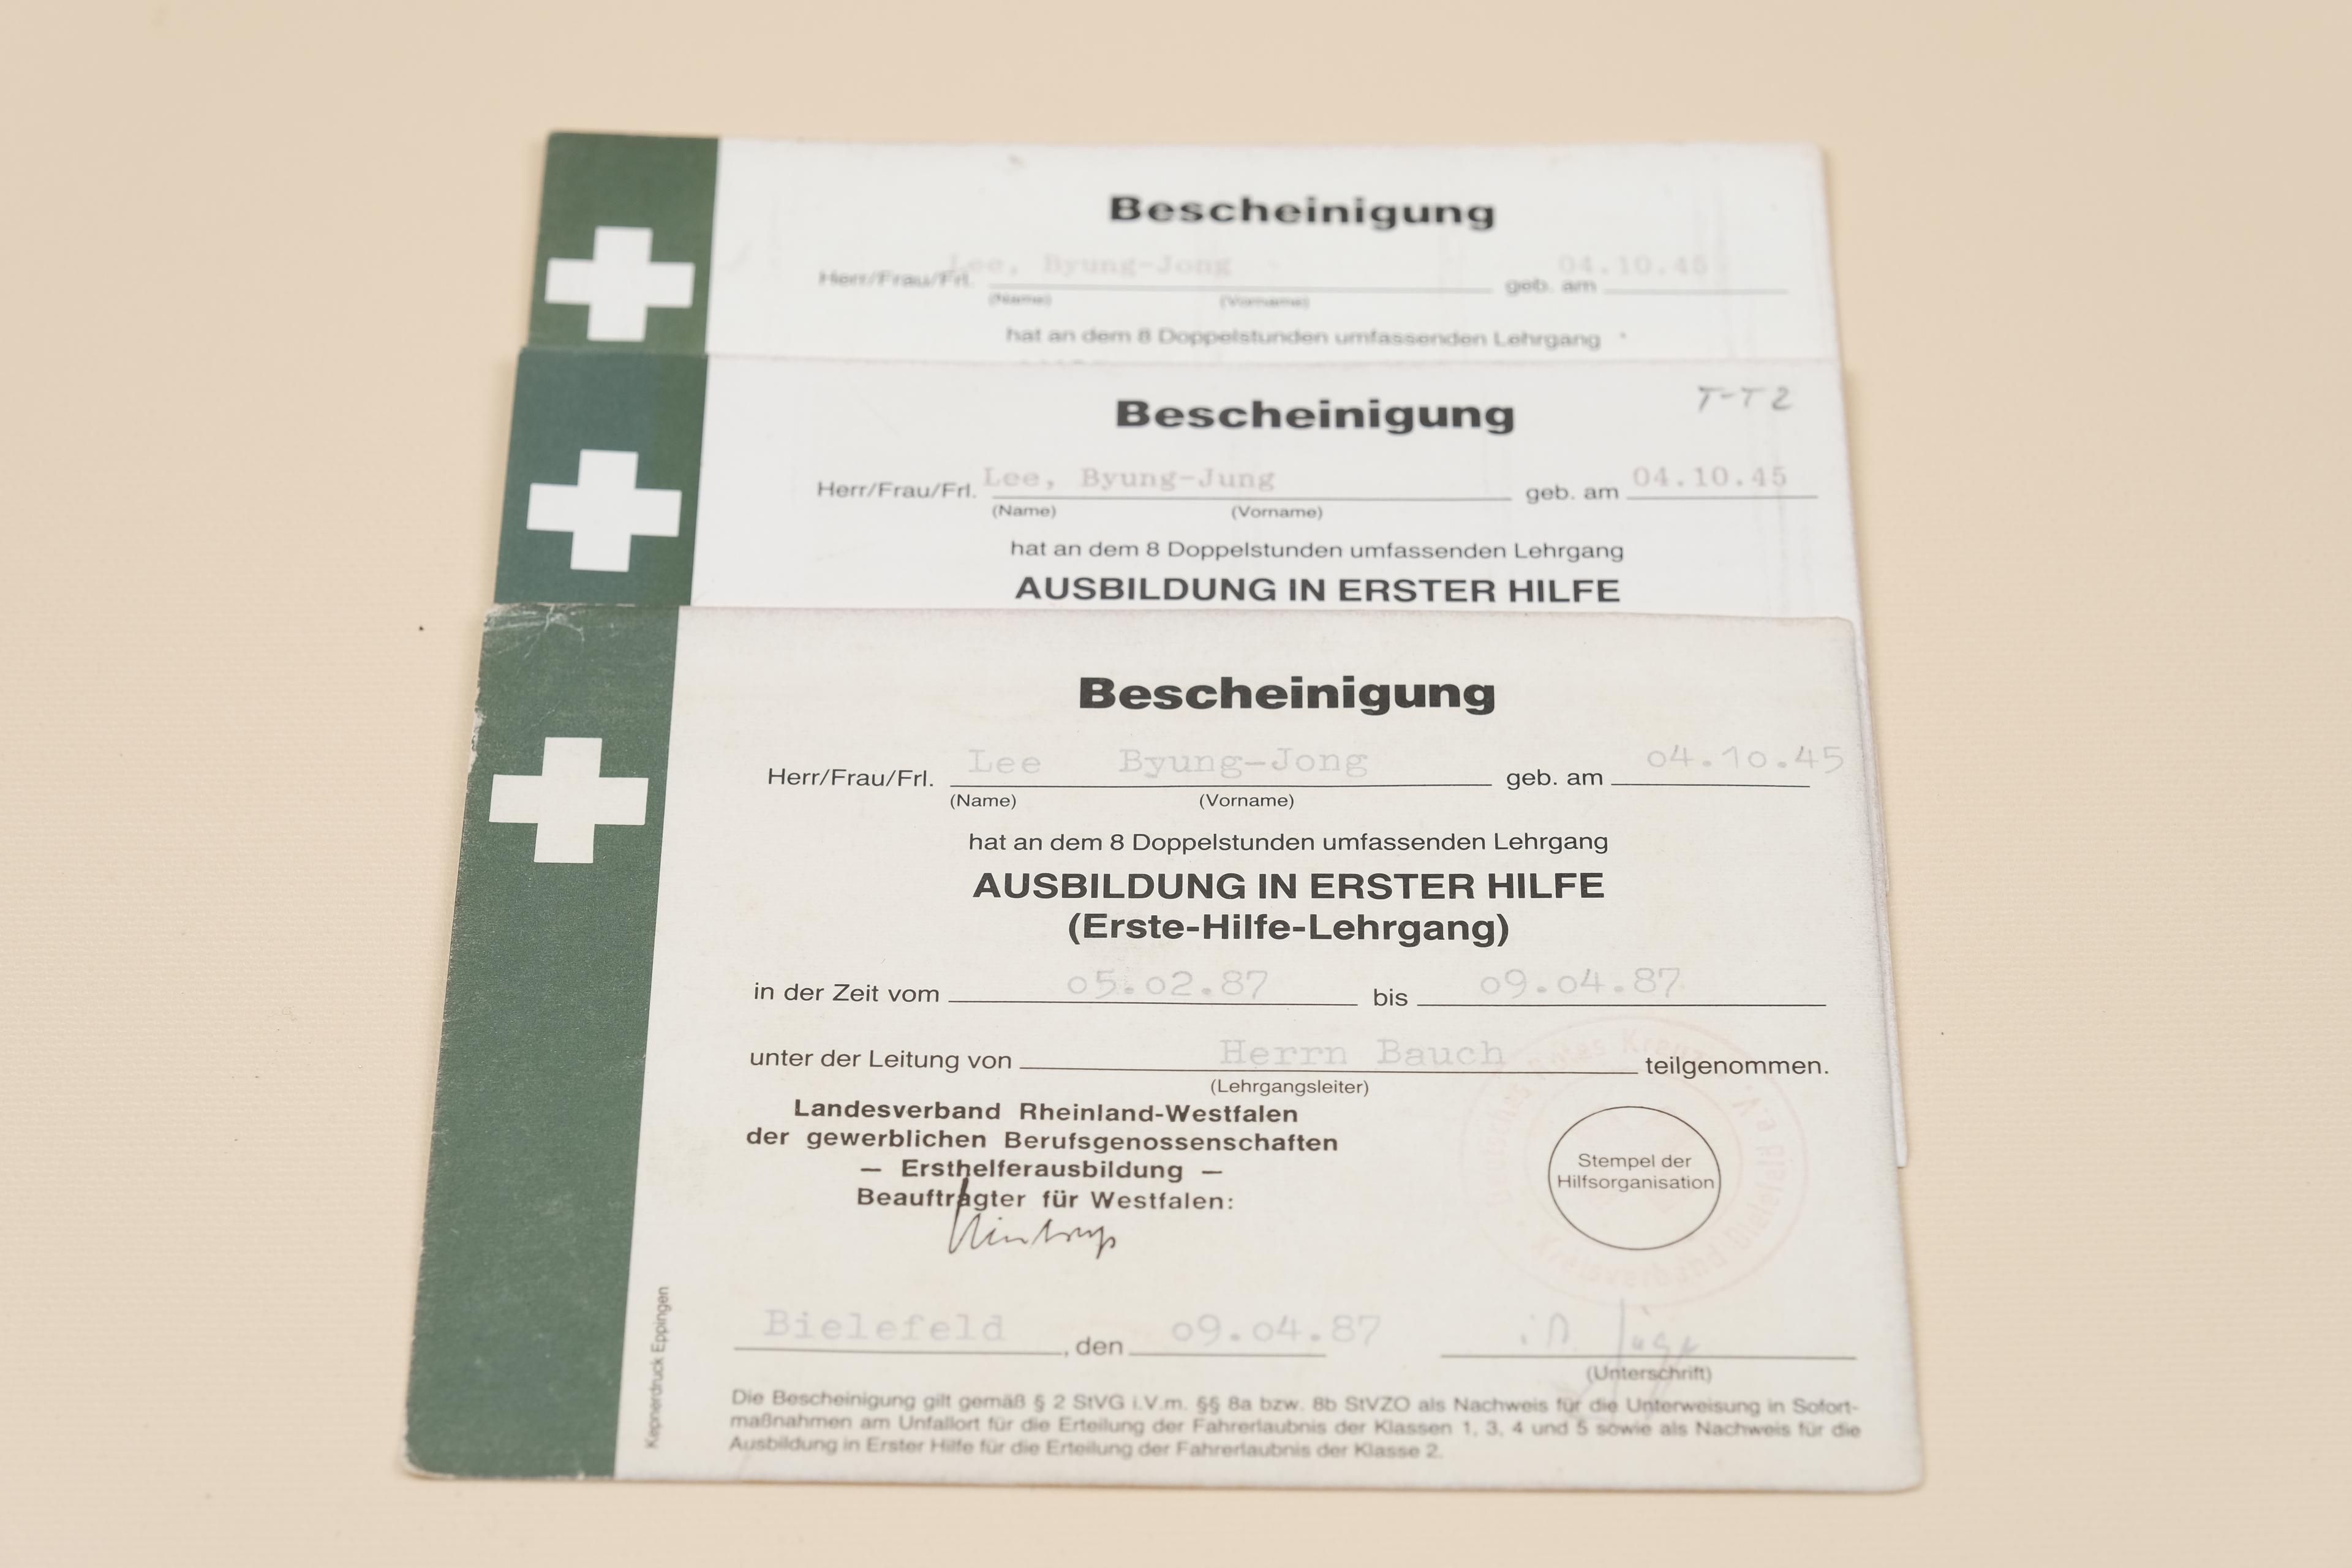 Bescheinigung
Herr/Frau/Frl. Lee, Byung-Jong geb. am 04.10.45
(Name) (Vorname)
hat an dem 8 Doppelstunden umfassenden Lehrgang
T-T2
Bescheinigung
Herr/Frau/Frl. Lee, Byung-Jung geb. am 04.10.45
(Name) (Vorname)
hat an dem 8 Doppelstunden umfassenden Lehrgang
AUSBILDUNG IN ERSTER HILFE
Bescheinigung
Herr/Frau/Frl. Lee Byung-Jong geb. am 04.10.45
(Name) (Vorname)
hat an dem 8 Doppelstunden umfassenden Lehrgang
AUSBILDUNG IN ERSTER HILFE
(Erste-Hilfe-Lehrgang)
in der Zeit vom 05.02.87 bis 09.04.87
unter der Leitung von Herrn Bauch teilgenommen.
(Lehrgangsleiter)
Landesverband Rheinland-Westfalen
der gewerblichen Berufsgenossenschaften
— Ersthelferausbildung —
Beauftragter für Westfalen:
Stempel der
Hilfsorganisation
Deutsches Rotes Kreuz
Kreisverband Bielefeld e.V.
Bielefeld, den 09.04.87
(Unterschrift)
Die Bescheinigung gilt gemäß § 2 StVG i.V.m. §§ 8a bzw. 8b StVZO als Nachweis für die Unterweisung in Sofort-
maßnahmen am Unfallort für die Erteilung der Fahrerlaubnis der Klassen 1, 3, 4 und 5 sowie als Nachweis für die
Ausbildung in Erster Hilfe für die Erteilung der Fahrerlaubnis der Klasse 2.
Kepnerdruck Eppingen